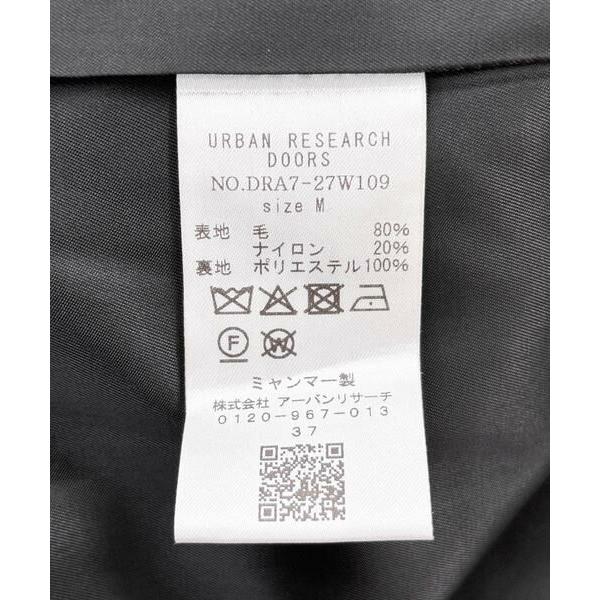 URBAN RESEARCH
DOORS
NO.DRA7-27W109
size M
表地 毛 80%
ナイロン 20%
裏地 ポリエステル100%
F W
ミャンマー製
株式会社 アーバンリサーチ
0120-967-013
37